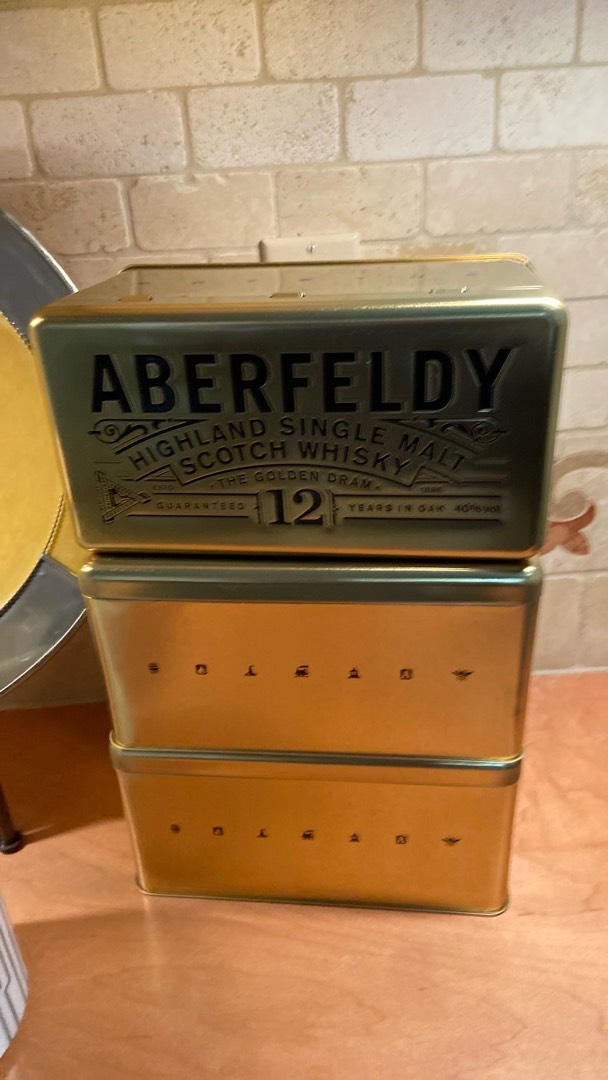 ABERFELDY
HIGHLAND SINGLE MALT
SCOTCH WHISKY
·THE GOLDEN DRAM·
GUARANTEED 12 YEARS IN OAK 40%vol